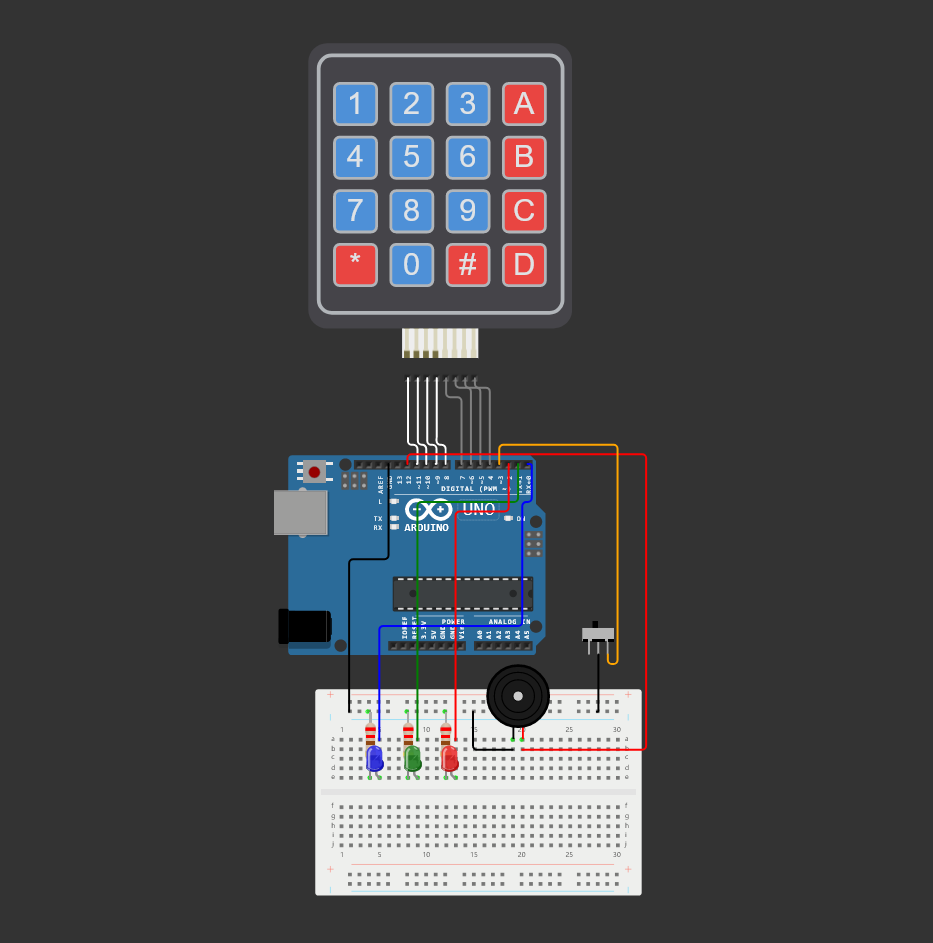 1 2 3 A
4 5 6 B
7 8 9 C
* 0 # D
AREF
GND
13
12
~11
~10
~9
8
7
~6
~5
4
~3
2
TX→1
RX←0
DIGITAL (PWM ~)
L
TX
RX
UNO
ON
ARDUINO
POWER
ANALOG IN
IOREF
RESET
3.3V
5V
GND
GND
Vin
A0
A1
A2
A3
A4
A5
1 5 10 15 20 25 30
a a
b b
c c
d d
e e
f f
g g
h h
i i
j j
1 5 10 15 20 25 30